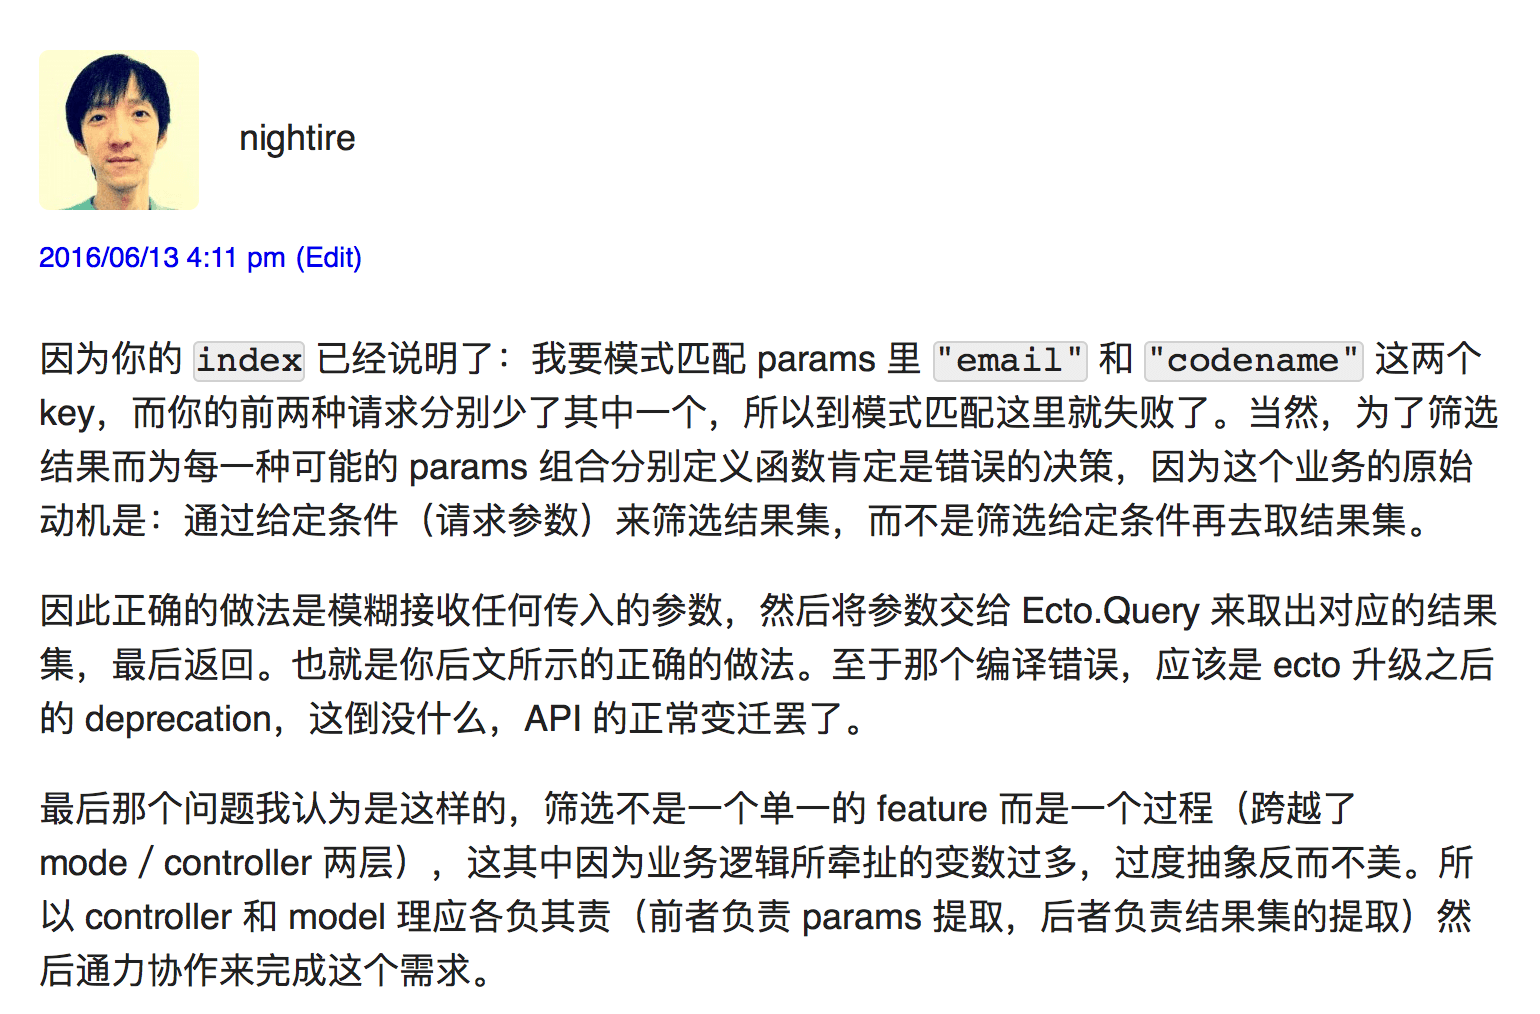 nightire
2016/06/13 4:11 pm (Edit)
因为你的 index 已经说明了：我要模式匹配 params 里 "email" 和 "codename" 这两个
key，而你的前两种请求分别少了其中一个，所以到模式匹配这里就失败了。当然，为了筛选
结果而为每一种可能的 params 组合分别定义函数肯定是错误的决策，因为这个业务的原始
动机是：通过给定条件（请求参数）来筛选结果集，而不是筛选给定条件再去取结果集。
因此正确的做法是模糊接收任何传入的参数，然后将参数交给 Ecto.Query 来取出对应的结果
集，最后返回。也就是你后文所示的正确的做法。至于那个编译错误，应该是 ecto 升级之后
的 deprecation，这倒没什么，API 的正常变迁罢了。
最后那个问题我认为是这样的，筛选不是一个单一的 feature 而是一个过程（跨越了
mode / controller 两层），这其中因为业务逻辑所牵扯的变数过多，过度抽象反而不美。所
以 controller 和 model 理应各负其责（前者负责 params 提取，后者负责结果集的提取）然
后通力协作来完成这个需求。